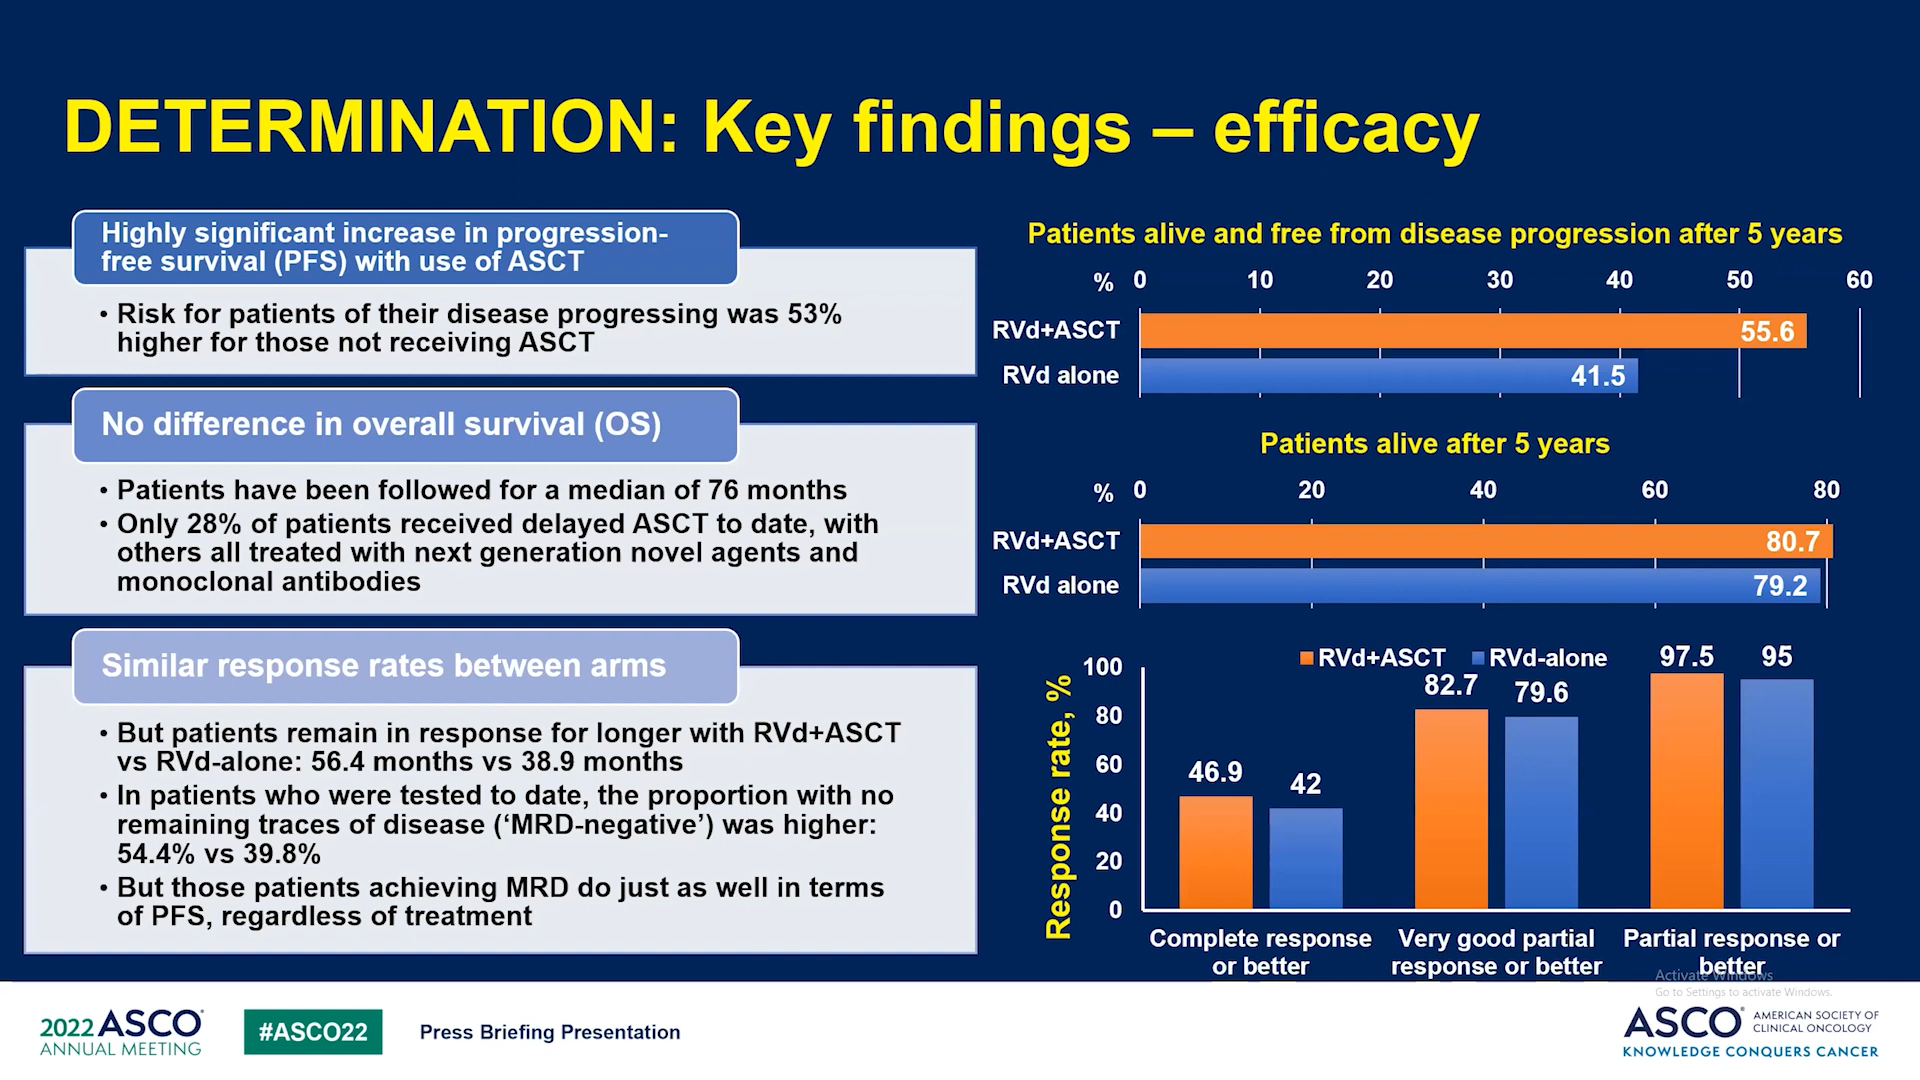 DETERMINATION: Key findings – efficacy
Highly significant increase in progression-
free survival (PFS) with use of ASCT
• Risk for patients of their disease progressing was 53%
higher for those not receiving ASCT
No difference in overall survival (OS)
• Patients have been followed for a median of 76 months
• Only 28% of patients received delayed ASCT to date, with
others all treated with next generation novel agents and
monoclonal antibodies
Similar response rates between arms
• But patients remain in response for longer with RVd+ASCT
vs RVd-alone: 56.4 months vs 38.9 months
• In patients who were tested to date, the proportion with no
remaining traces of disease (‘MRD-negative’) was higher:
54.4% vs 39.8%
• But those patients achieving MRD do just as well in terms
of PFS, regardless of treatment
Patients alive and free from disease progression after 5 years
% 0 10 20 30 40 50 60
RVd+ASCT 55.6
RVd alone 41.5
Patients alive after 5 years
% 0 20 40 60 80
RVd+ASCT 80.7
RVd alone 79.2
Response rate, %
100
80
60
40
20
0
RVd+ASCT RVd-alone
46.9 42
82.7 79.6
97.5 95
Complete response
or better
Very good partial
response or better
Partial response or
better
Activate Windows
Go to Settings to activate Windows.
2022 ASCO
ANNUAL MEETING
#ASCO22
Press Briefing Presentation
ASCO AMERICAN SOCIETY OF
CLINICAL ONCOLOGY
KNOWLEDGE CONQUERS CANCER